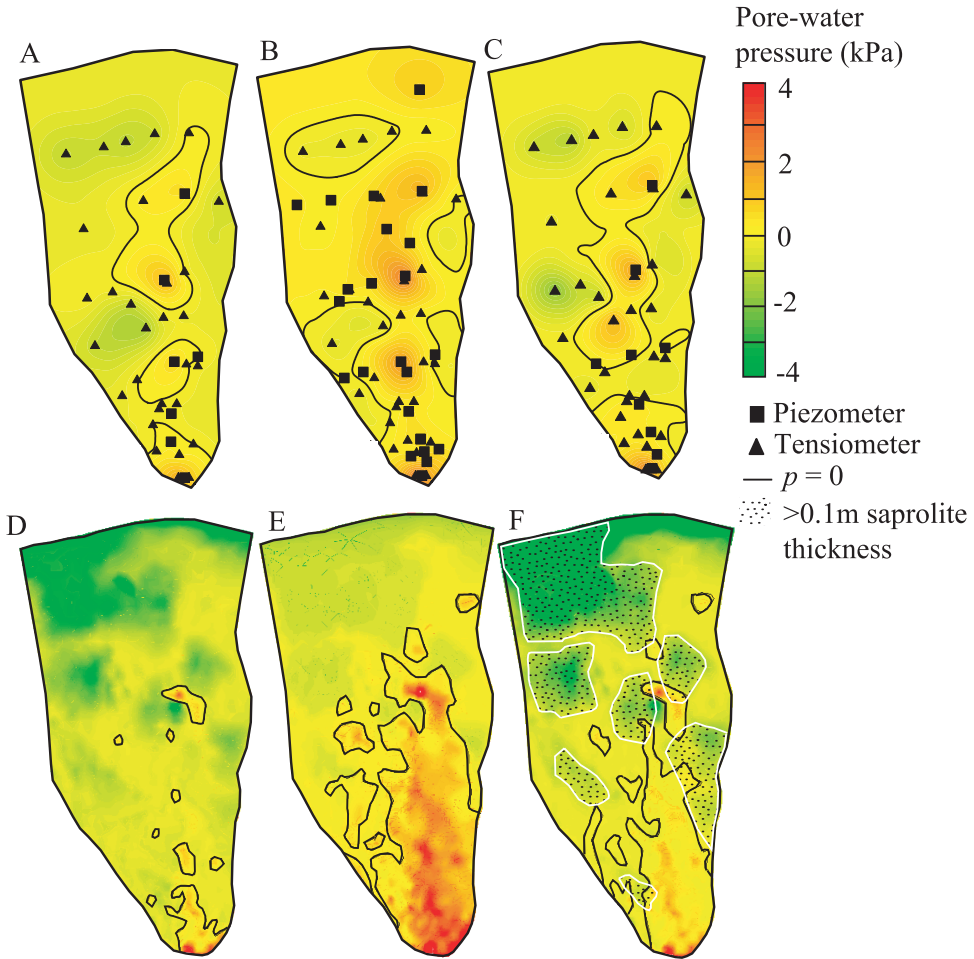 A
B
C
Pore-water
pressure (kPa)
4
2
0
-2
-4
Piezometer
Tensiometer
p = 0
>0.1m saprolite
thickness
D
E
F